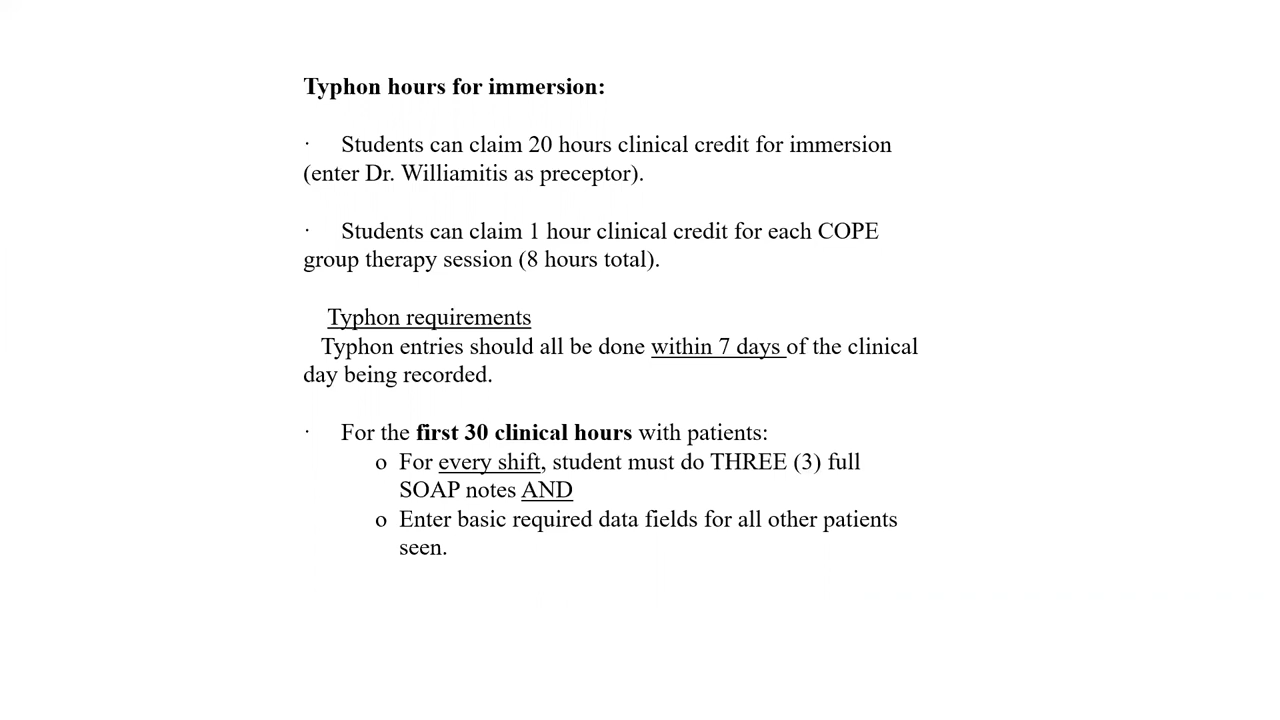 Typhon hours for immersion:
· Students can claim 20 hours clinical credit for immersion
(enter Dr. Williamitis as preceptor).
· Students can claim 1 hour clinical credit for each COPE
group therapy session (8 hours total).
Typhon requirements
Typhon entries should all be done within 7 days of the clinical
day being recorded.
· For the first 30 clinical hours with patients:
o For every shift, student must do THREE (3) full
SOAP notes AND
o Enter basic required data fields for all other patients
seen.